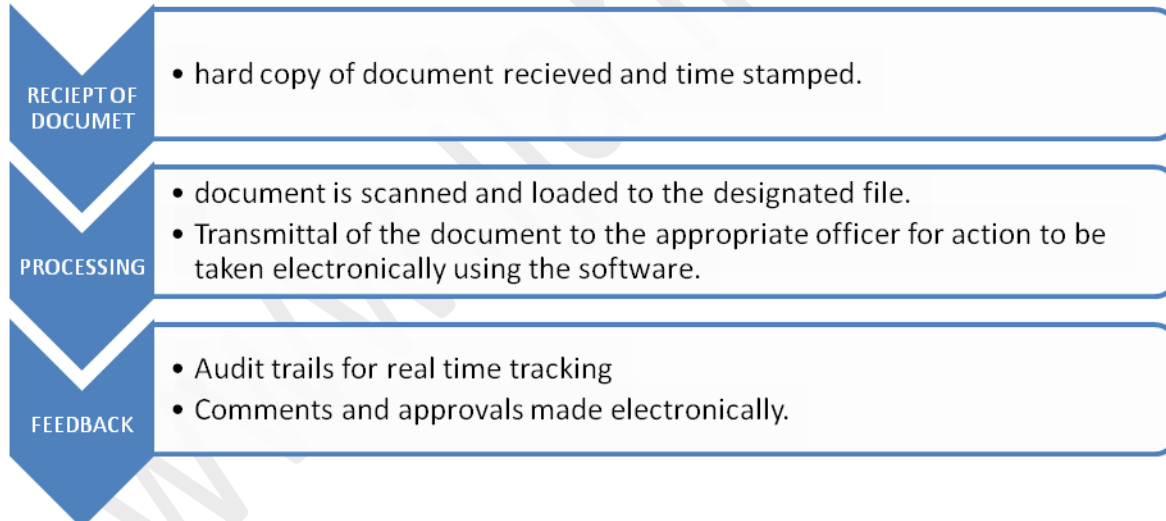 RECIEPT OF
DOCUMET
• hard copy of document recieved and time stamped.
PROCESSING
• document is scanned and loaded to the designated file.
• Transmittal of the document to the appropriate officer for action to be
taken electronically using the software.
FEEDBACK
• Audit trails for real time tracking
• Comments and approvals made electronically.